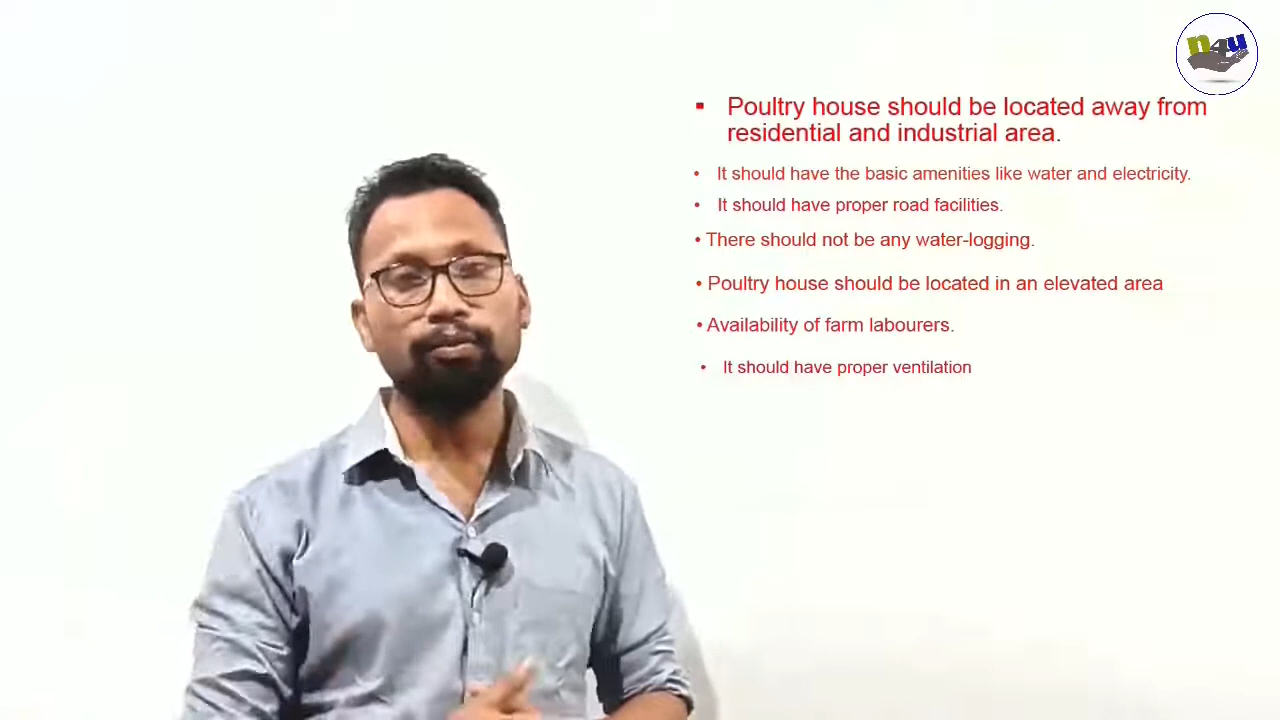 n4u
▪ Poultry house should be located away from
residential and industrial area.
• It should have the basic amenities like water and electricity.
• It should have proper road facilities.
• There should not be any water-logging.
• Poultry house should be located in an elevated area
• Availability of farm labourers.
• It should have proper ventilation